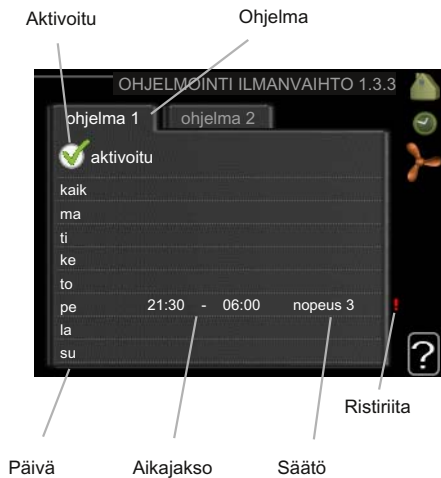 Aktivoitu Ohjelma
OHJELMOINTI ILMANVAIHTO 1.3.3
ohjelma 1 ohjelma 2
aktivoitu
kaik
ma
ti
ke
to
pe 21:30 - 06:00 nopeus 3 !
la
su
?
Ristiriita
Päivä Aikajakso Säätö